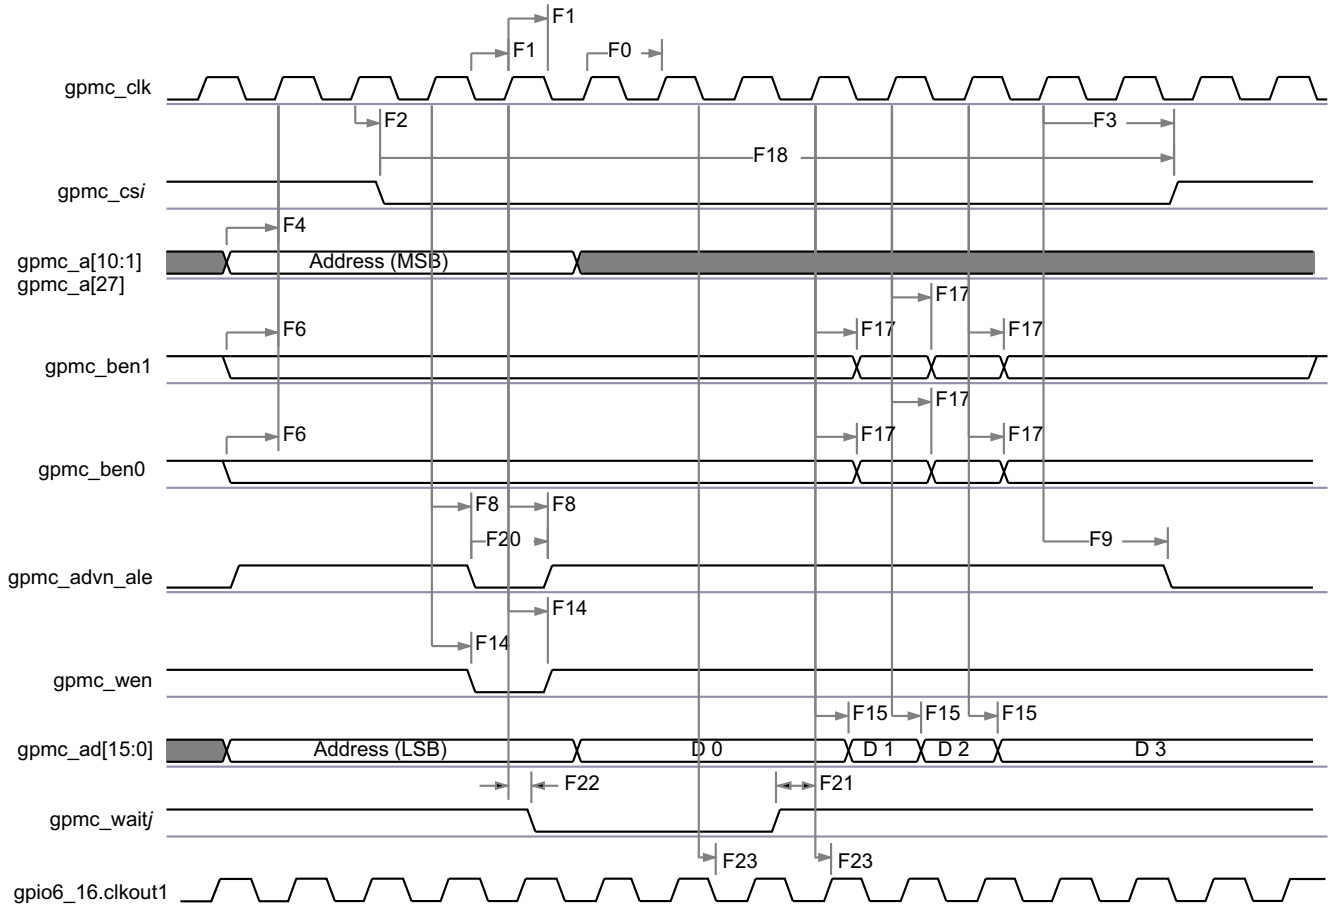 F1
F1
F0
gpmc_clk
F2
F3
F18
gpmc_csi
F4
gpmc_a[10:1]
Address (MSB)
gpmc_a[27]
F17
F6
F17
F17
gpmc_ben1
F17
F6
F17
F17
gpmc_ben0
F8
F8
F20
F9
gpmc_advn_ale
F14
F14
gpmc_wen
F15
F15
F15
gpmc_ad[15:0]
Address (LSB)
D 0
D 1
D 2
D 3
F22
F21
gpmc_waitj
F23
F23
gpio6_16.clkout1